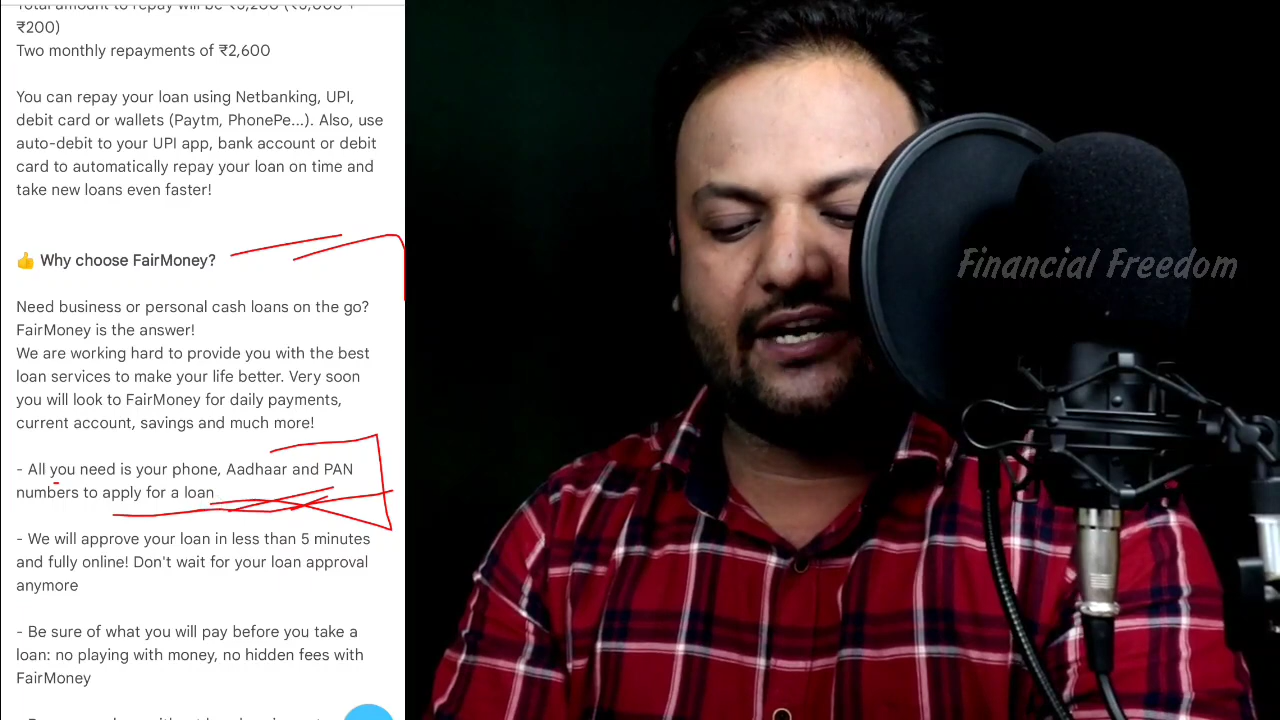 ₹200)
Two monthly repayments of ₹2,600
You can repay your loan using Netbanking, UPI,
debit card or wallets (Paytm, PhonePe...). Also, use
auto-debit to your UPI app, bank account or debit
card to automatically repay your loan on time and
take new loans even faster!
👍 Why choose FairMoney?
Need business or personal cash loans on the go?
FairMoney is the answer!
We are working hard to provide you with the best
loan services to make your life better. Very soon
you will look to FairMoney for daily payments,
current account, savings and much more!
- All you need is your phone, Aadhaar and PAN
numbers to apply for a loan
- We will approve your loan in less than 5 minutes
and fully online! Don't wait for your loan approval
anymore
- Be sure of what you will pay before you take a
loan: no playing with money, no hidden fees with
FairMoney
Financial Freedom